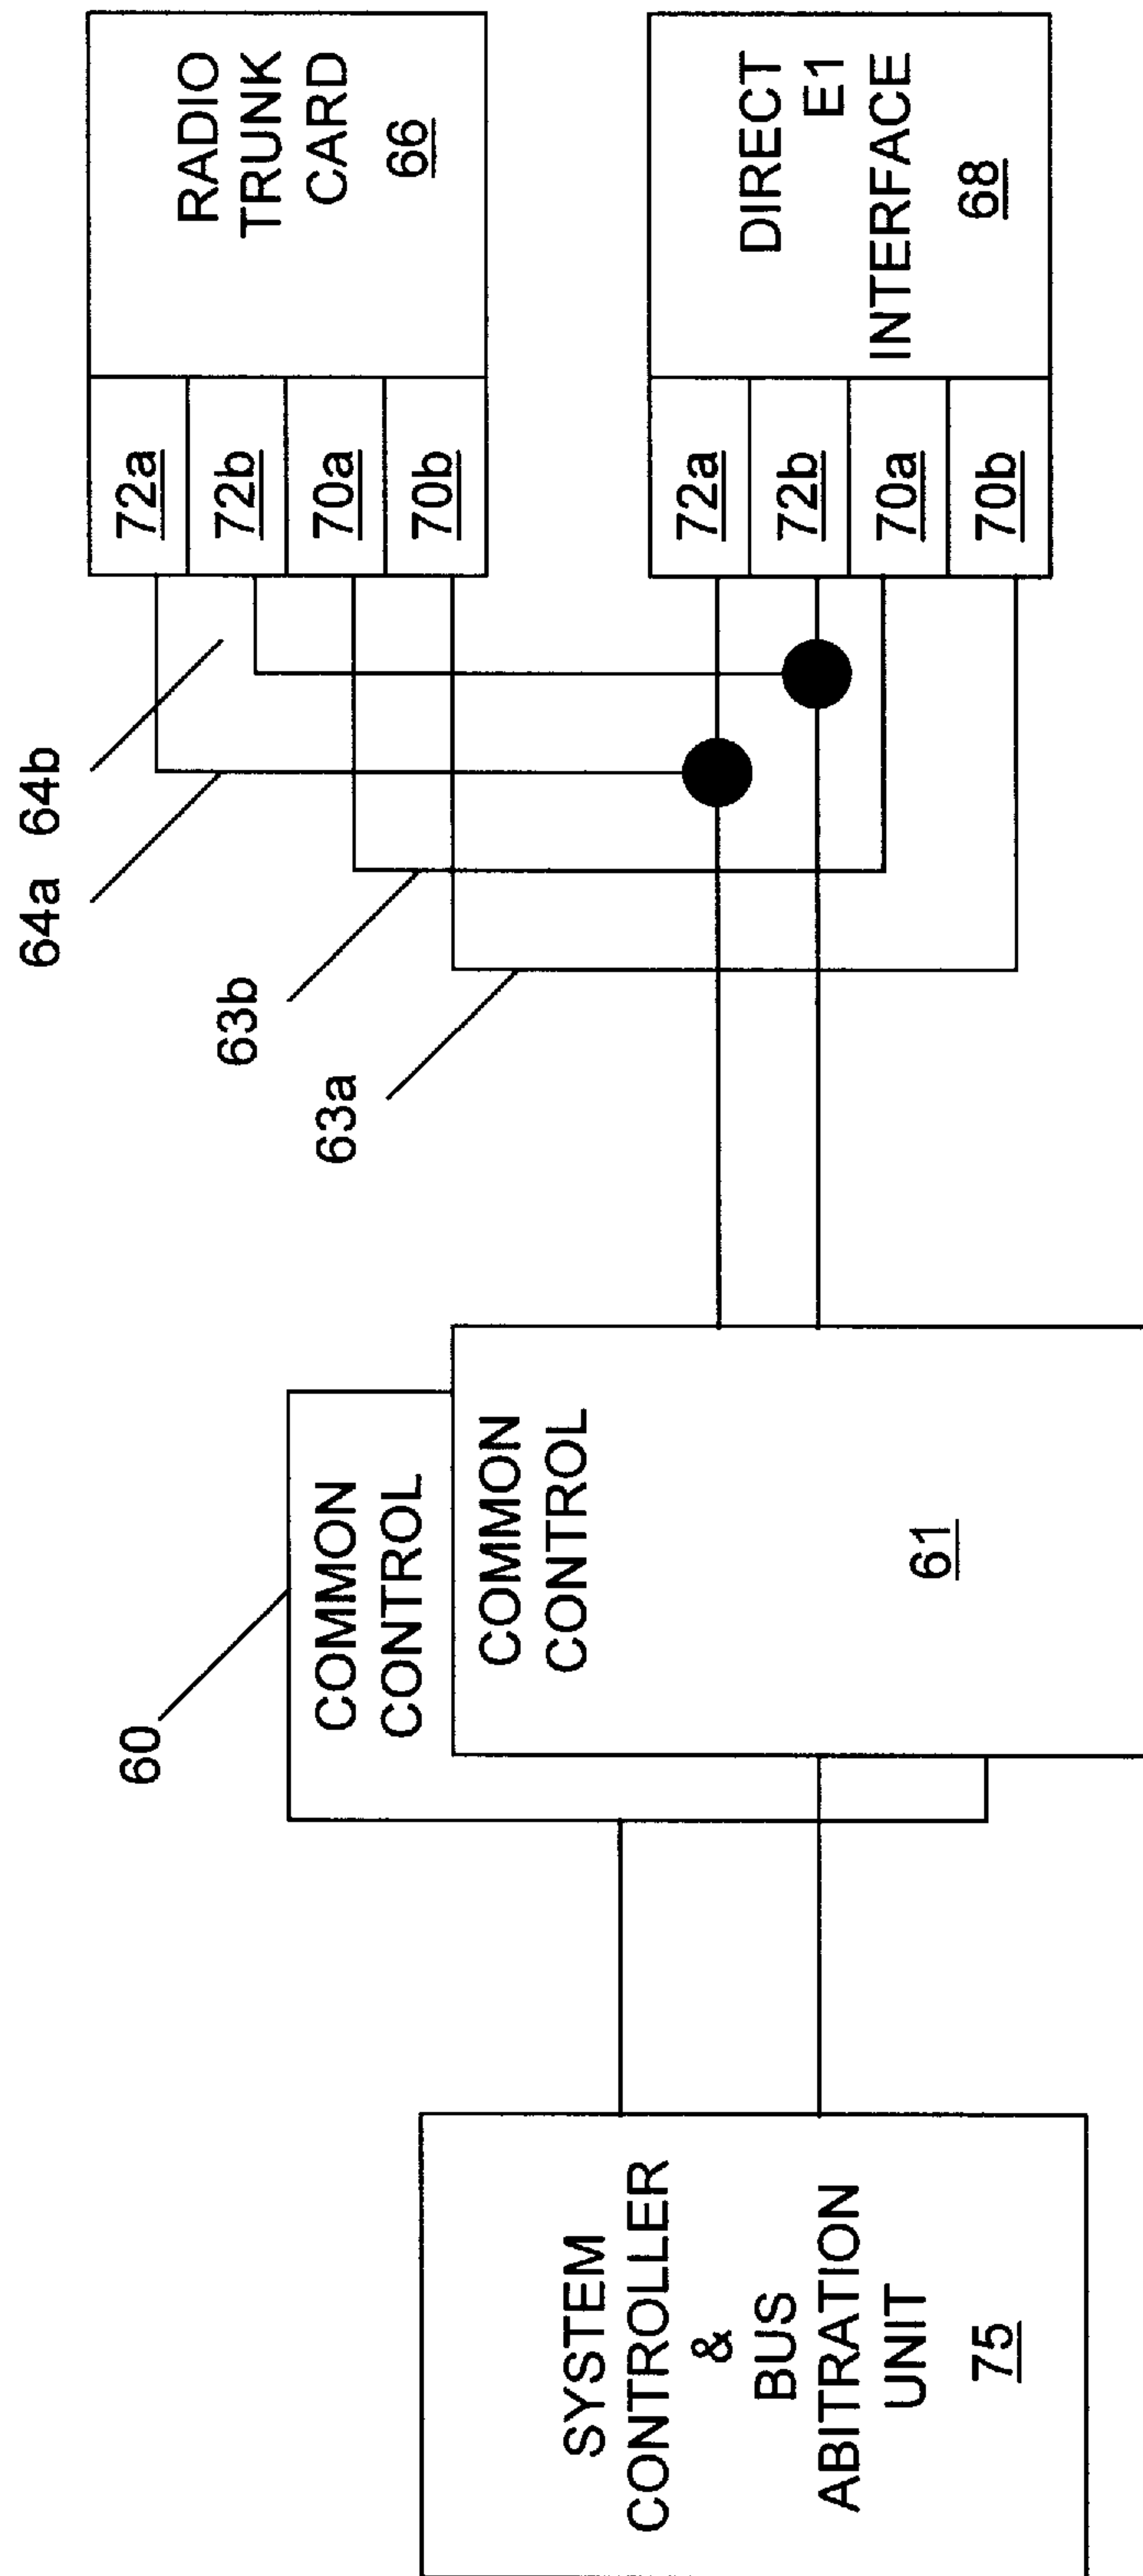 SYSTEM
CONTROLLER
&
BUS
ABITRATION
UNIT
75
60
COMMON
CONTROL
COMMON
CONTROL
61
64a
64b
63b
63a
72a
72b
70a
70b
RADIO
TRUNK
CARD
66
72a
72b
70a
70b
DIRECT
E1
INTERFACE
68